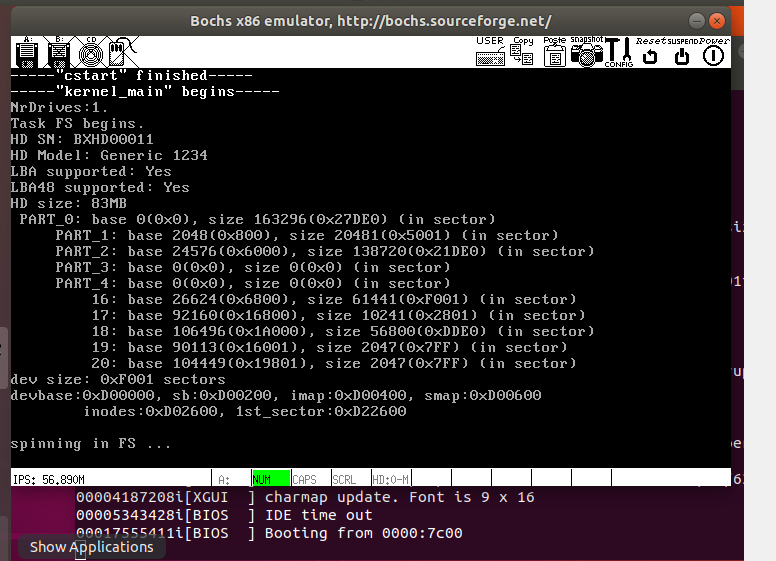 Bochs x86 emulator, http://bochs.sourceforge.net/
A: B: CD USER Copy Paste snapshot CONFIG Reset SUSPEND Power
-----"cstart" finished-----
-----"kernel_main" begins-----
NrDrives:1.
Task FS begins.
HD SN: BXHD00011
HD Model: Generic 1234
LBA supported: Yes
LBA48 supported: Yes
HD size: 83MB
PART_0: base 0(0x0), size 163296(0x27DE0) (in sector)
PART_1: base 2048(0x800), size 20481(0x5001) (in sector)
PART_2: base 24576(0x6000), size 138720(0x21DE0) (in sector)
PART_3: base 0(0x0), size 0(0x0) (in sector)
PART_4: base 0(0x0), size 0(0x0) (in sector)
16: base 26624(0x6800), size 61441(0xF001) (in sector)
17: base 92160(0x16800), size 10241(0x2801) (in sector)
18: base 106496(0x1A000), size 56800(0xDDE0) (in sector)
19: base 90113(0x16001), size 2047(0x7FF) (in sector)
20: base 104449(0x19801), size 2047(0x7FF) (in sector)
dev size: 0xF001 sectors
devbase:0xD00000, sb:0xD00200, imap:0xD00400, smap:0xD00600
inodes:0xD02600, 1st_sector:0xD22600
spinning in FS ...
IPS: 56.890M A: NUM CAPS SCRL HD:0-M
00004187208i[XGUI  ] charmap update. Font is 9 x 16
00005343428i[BIOS  ] IDE time out
00017555411i[BIOS  ] Booting from 0000:7c00
Show Applications